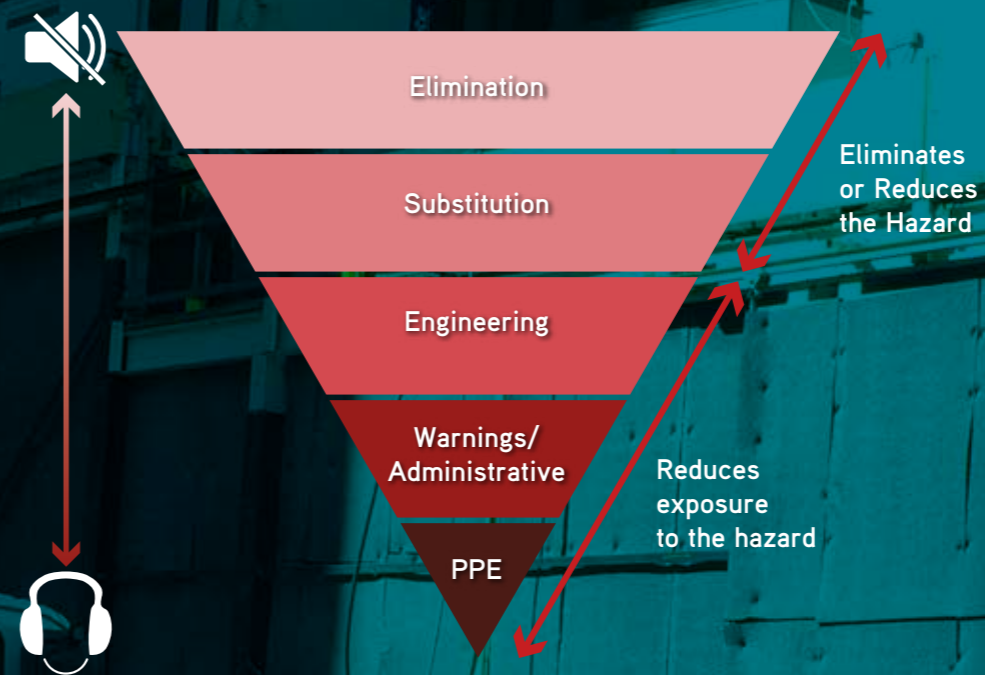 Elimination
Substitution
Engineering
Warnings/
Administrative
PPE
Eliminates
or Reduces
the Hazard
Reduces
exposure
to the hazard